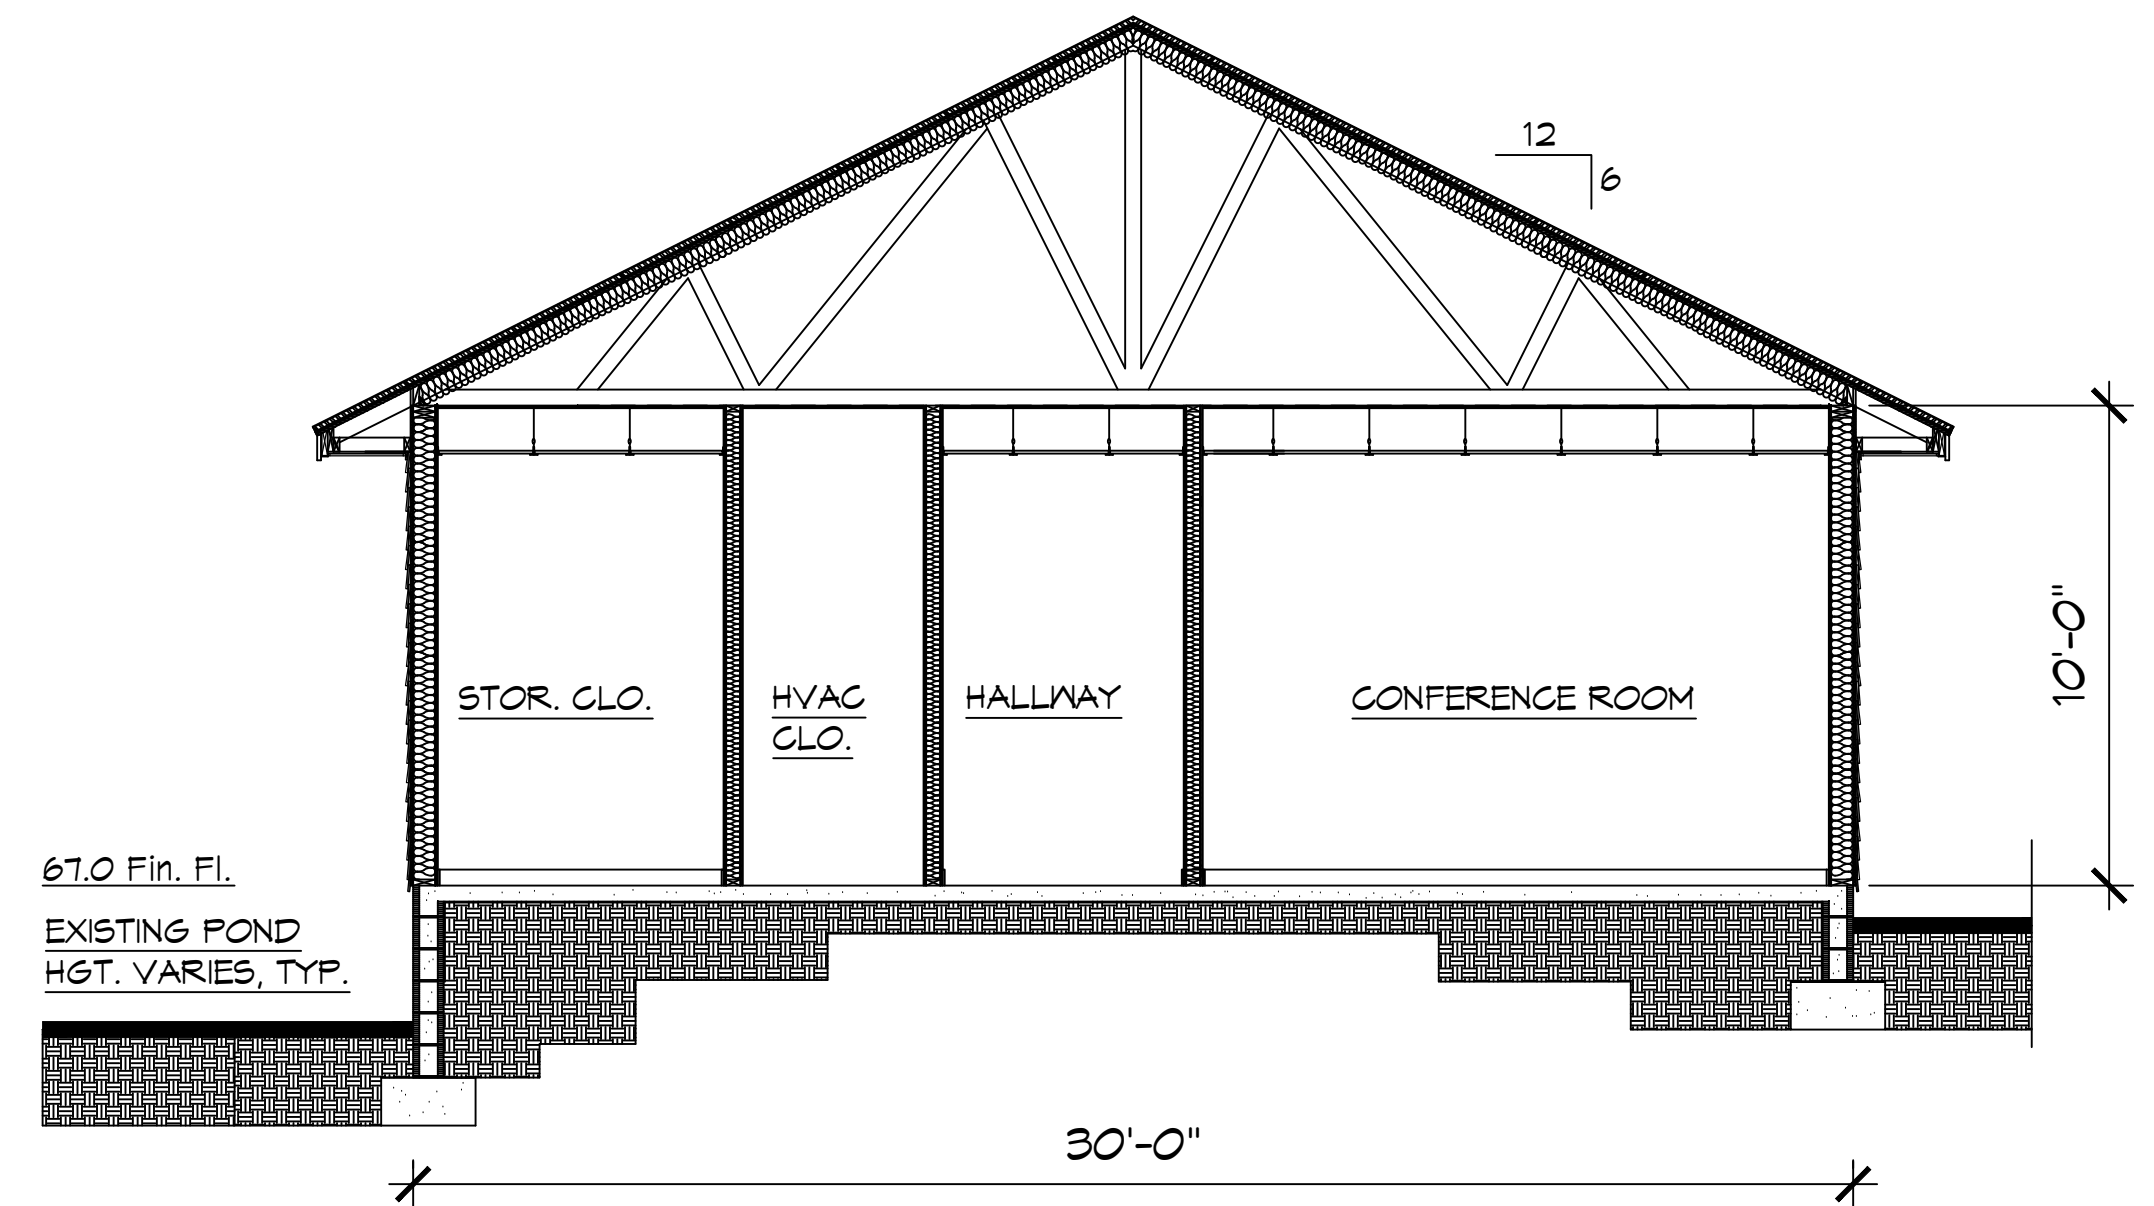 12
6
10'-0"
STOR. CLO.
HVAC
CLO.
HALLWAY
CONFERENCE ROOM
67.0 Fin. Fl.
EXISTING POND
HGT. VARIES, TYP.
30'-0"